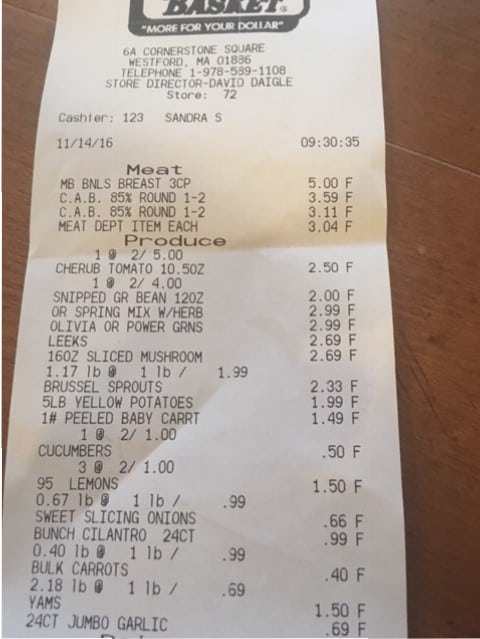 BASKET
"MORE FOR YOUR DOLLAR"
6A CORNERSTONE SQUARE
WESTFORD, MA 01886
TELEPHONE 1-978-589-1108
STORE DIRECTOR-DAVID DAIGLE
Store: 72
Cashier: 123 SANDRA S
11/14/16 09:30:35
Meat
MB BNLS BREAST 3CP 5.00 F
C.A.B. 85% ROUND 1-2 3.59 F
C.A.B. 85% ROUND 1-2 3.11 F
MEAT DEPT ITEM EACH 3.04 F
Produce
1 @ 2/ 5.00
CHERUB TOMATO 10.5OZ 2.50 F
1 @ 2/ 4.00
SNIPPED GR BEAN 12OZ 2.00 F
OR SPRING MIX W/HERB 2.99 F
OLIVIA OR POWER GRNS 2.99 F
LEEKS 2.69 F
16OZ SLICED MUSHROOM 2.69 F
1.17 lb @ 1 lb / 1.99
BRUSSEL SPROUTS 2.33 F
5LB YELLOW POTATOES 1.99 F
1# PEELED BABY CARRT 1.49 F
1 @ 2/ 1.00
CUCUMBERS .50 F
3 @ 2/ 1.00
95 LEMONS 1.50 F
0.67 lb @ 1 lb / .99
SWEET SLICING ONIONS .66 F
BUNCH CILANTRO 24CT .99 F
0.40 lb @ 1 lb / .99
BULK CARROTS .40 F
2.18 lb @ 1 lb / .69
YAMS 1.50 F
24CT JUMBO GARLIC .69 F